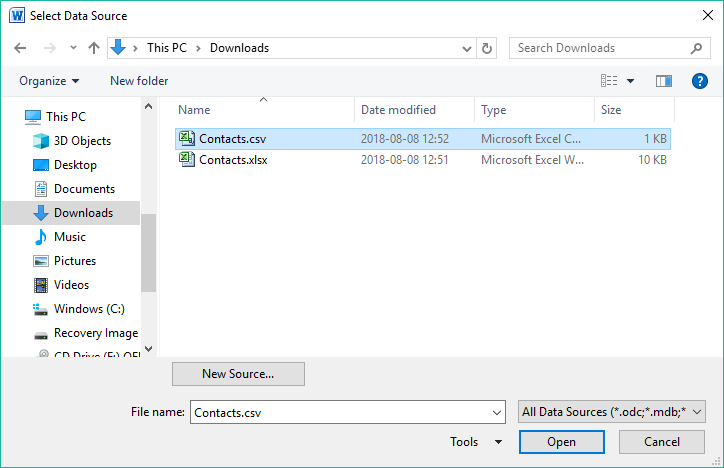 Select Data Source
This PC > Downloads
Search Downloads
Organize
New folder
Name
Date modified
Type
Size
Contacts.csv 2018-08-08 12:52 Microsoft Excel C... 1 KB
Contacts.xlsx 2018-08-08 12:51 Microsoft Excel W... 10 KB
This PC
3D Objects
Desktop
Documents
Downloads
Music
Pictures
Videos
Windows (C:)
Recovery Image
New Source...
File name: Contacts.csv
All Data Sources (*.odc;*.mdb;*
Tools
Open
Cancel